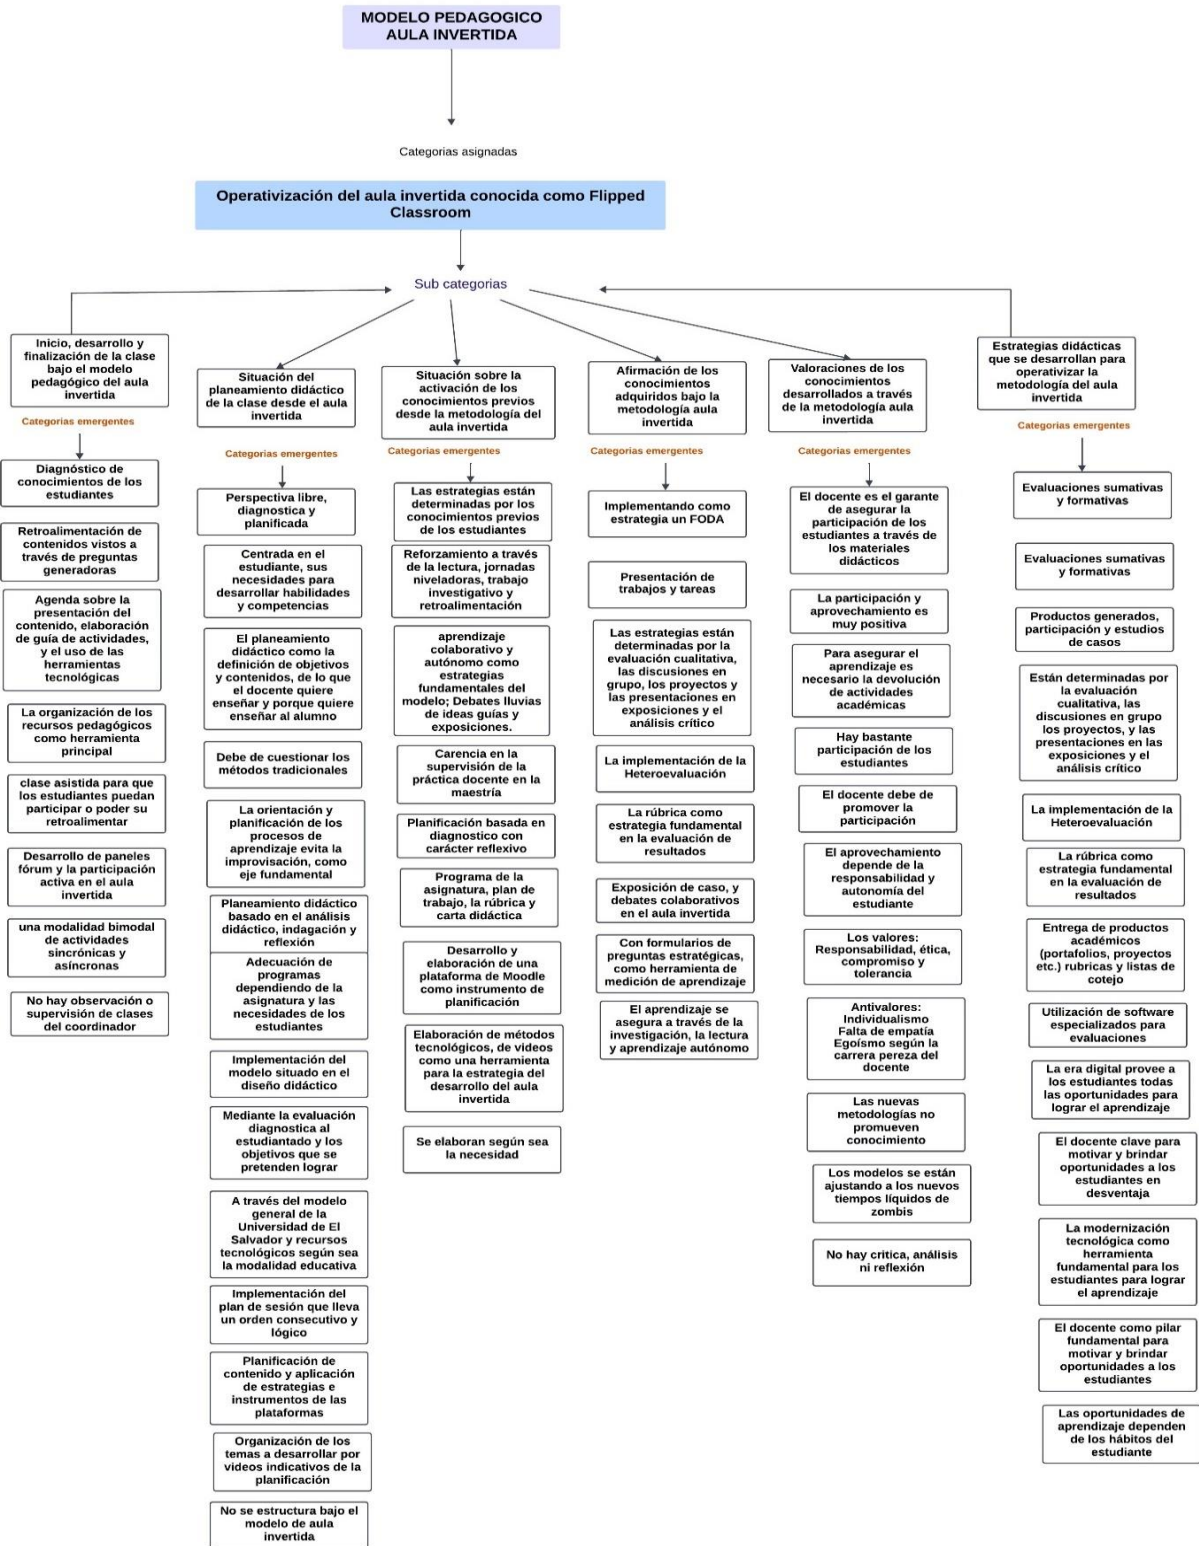 MODELO PEDAGOGICO
AULA INVERTIDA
Categorias asignadas
Operativización del aula invertida conocida como Flipped
Classroom
Sub categorias
Inicio, desarrollo y
finalización de la clase
bajo el modelo
pedagógico del aula
invertida
Categorias emergentes
Diagnóstico de
conocimientos de los
estudiantes
Retroalimentación de
contenidos vistos a
través de preguntas
generadoras
Agenda sobre la
presentación del
contenido, elaboración
de guía de actividades,
y el uso de las
herramientas
tecnológicas
La organización de los
recursos pedagógicos
como herramienta
principal
clase asistida para que
los estudiantes puedan
participar o poder su
retroalimentar
Desarrollo de paneles
fórum y la participación
activa en el aula
invertida
una modalidad bimodal
de actividades
sincrónicas y
asíncronas
No hay observación o
supervisión de clases
del coordinador
Situación del
planeamiento didáctico
de la clase desde el aula
invertida
Categorias emergentes
Perspectiva libre,
diagnostica y
planificada
Centrada en el
estudiante, sus
necesidades para
desarrollar habilidades
y competencias
El planeamiento
didáctico como la
definición de objetivos
y contenidos, de lo que
el docente quiere
enseñar y porque quiere
enseñar al alumno
Debe de cuestionar los
métodos tradicionales
La orientación y
planificación de los
procesos de
aprendizaje evita la
improvisación, como
eje fundamental
Planeamiento didáctico
basado en el análisis
didáctico, indagación y
reflexión
Adecuación de
programas
dependiendo de la
asignatura y las
necesidades de los
estudiantes
Implementación del
modelo situado en el
diseño didáctico
Mediante la evaluación
diagnostica al
estudiantado y los
objetivos que se
pretenden lograr
A través del modelo
general de la
Universidad de El
Salvador y recursos
tecnológicos según sea
la modalidad educativa
Implementación del
plan de sesión que lleva
un orden consecutivo y
lógico
Planificación de
contenido y aplicación
de estrategias e
instrumentos de las
plataformas
Organización de los
temas a desarrollar por
videos indicativos de la
planificación
No se estructura bajo el
modelo de aula
invertida
Situación sobre la
activación de los
conocimientos previos
desde la metodología del
aula invertida
Categorias emergentes
Las estrategias están
determinadas por los
conocimientos previos
de los estudiantes
Reforzamiento a través
de la lectura, jornadas
niveladoras, trabajo
investigativo y
retroalimentación
aprendizaje
colaborativo y
autónomo como
estrategias
fundamentales del
modelo; Debates lluvias
de ideas guías y
exposiciones.
Carencia en la
supervisión de la
práctica docente en la
maestría
Planificación basada en
diagnostico con
carácter reflexivo
Programa de la
asignatura, plan de
trabajo, la rúbrica y
carta didáctica
Desarrollo y
elaboración de una
plataforma de Moodle
como instrumento de
planificación
Elaboración de métodos
tecnológicos, de videos
como una herramienta
para la estrategia del
desarrollo del aula
invertida
Se elaboran según sea
la necesidad
Afirmación de los
conocimientos
adquiridos bajo la
metodología aula
invertida
Categorias emergentes
Implementando como
estrategia un FODA
Presentación de
trabajos y tareas
Las estrategias están
determinadas por la
evaluación cualitativa,
las discusiones en
grupo, los proyectos y
las presentaciones en
exposiciones y el
análisis crítico
La implementación de la
Heteroevaluación
La rúbrica como
estrategia fundamental
en la evaluación de
resultados
Exposición de caso, y
debates colaborativos
en el aula invertida
Con formularios de
preguntas estratégicas,
como herramienta de
medición de aprendizaje
El aprendizaje se
asegura a través de la
investigación, la lectura
y aprendizaje autónomo
Valoraciones de los
conocimientos
desarrollados a través
de la metodología aula
invertida
Categorias emergentes
El docente es el garante
de asegurar la
participación de los
estudiantes a través de
los materiales
didácticos
La participación y
aprovechamiento es
muy positiva
Para asegurar el
aprendizaje es
necesario la devolución
de actividades
académicas
Hay bastante
participación de los
estudiantes
El docente debe de
promover la
participación
El aprovechamiento
depende de la
responsabilidad y
autonomía del
estudiante
Los valores:
Responsabilidad, ética,
compromiso y
tolerancia
Antivalores:
Individualismo
Falta de empatía
Egoísmo según la
carrera pereza del
docente
Las nuevas
metodologías no
promueven
conocimiento
Los modelos se están
ajustando a los nuevos
tiempos líquidos de
zombis
No hay critica, análisis
ni reflexión
Estrategias didácticas
que se desarrollan para
operativizar la
metodología del aula
invertida
Categorias emergentes
Evaluaciones sumativas
y formativas
Evaluaciones sumativas
y formativas
Productos generados,
participación y estudios
de casos
Están determinadas por
la evaluación
cualitativa, las
discusiones en grupo
los proyectos, y las
presentaciones en las
exposiciones y el
análisis crítico
La implementación de la
Heteroevaluación
La rúbrica como
estrategia fundamental
en la evaluación de
resultados
Entrega de productos
académicos
(portafolios, proyectos
etc.) rubricas y listas de
cotejo
Utilización de software
especializados para
evaluaciones
La era digital provee a
los estudiantes todas
las oportunidades para
lograr el aprendizaje
El docente clave para
motivar y brindar
oportunidades a los
estudiantes en
desventaja
La modernización
tecnológica como
herramienta
fundamental para los
estudiantes para lograr
el aprendizaje
El docente como pilar
fundamental para
motivar y brindar
oportunidades a los
estudiantes
Las oportunidades de
aprendizaje dependen
de los hábitos del
estudiante